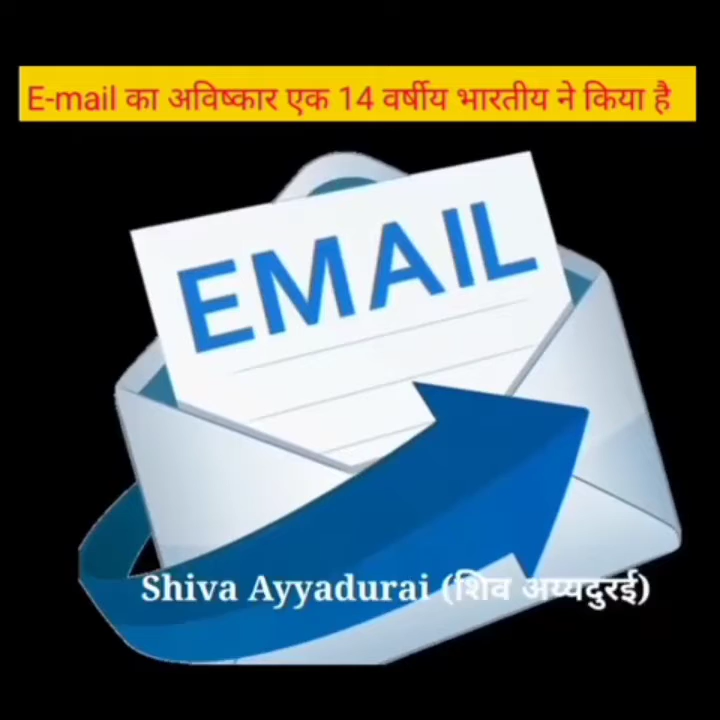 E-mail का अविष्कार एक 14 वर्षीय भारतीय ने किया है
EMAIL
Shiva Ayyadurai (शिव अय्यदुरई)